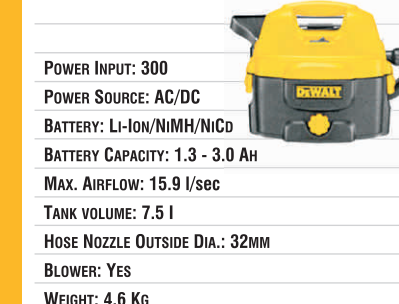 DEWALT
POWER INPUT: 300
POWER SOURCE: AC/DC
BATTERY: LI-ION/NIMH/NICD
BATTERY CAPACITY: 1.3 - 3.0 AH
MAX. AIRFLOW: 15.9 l/sec
TANK VOLUME: 7.5 l
HOSE NOZZLE OUTSIDE DIA.: 32MM
BLOWER: YES
WEIGHT: 4.6 KG